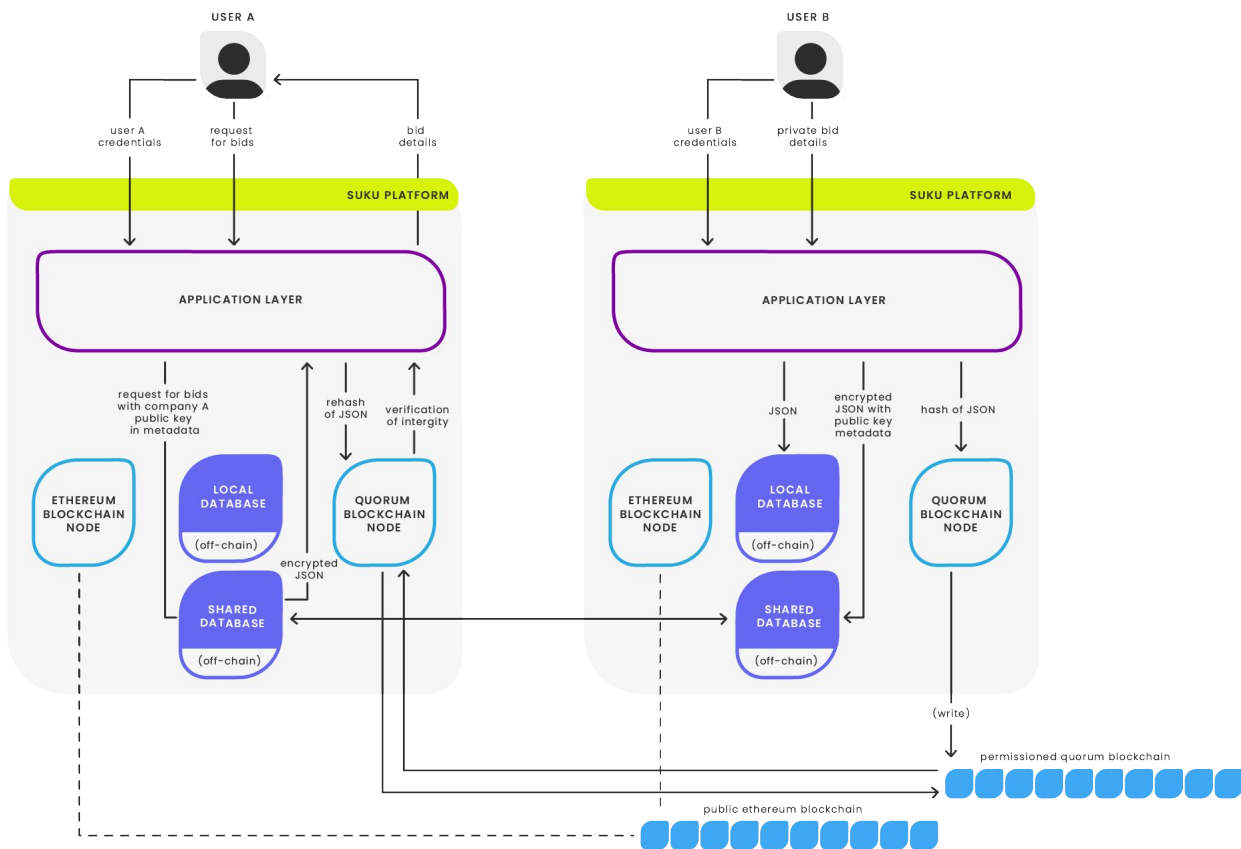 USER A
USER B
user A
credentials
request
for bids
bid
details
user B
credentials
private bid
details
SUKU PLATFORM
SUKU PLATFORM
APPLICATION LAYER
APPLICATION LAYER
request for bids
with company A
public key
in metadata
rehash
of JSON
verification
of intergity
JSON
encrypted
JSON with
public key
metadata
hash of JSON
ETHEREUM
BLOCKCHAIN
NODE
LOCAL
DATABASE
(off-chain)
QUORUM
BLOCKCHAIN
NODE
ETHEREUM
BLOCKCHAIN
NODE
LOCAL
DATABASE
(off-chain)
QUORUM
BLOCKCHAIN
NODE
encrypted
JSON
SHARED
DATABASE
(off-chain)
SHARED
DATABASE
(off-chain)
(write)
permissioned quorum blockchain
public ethereum blockchain